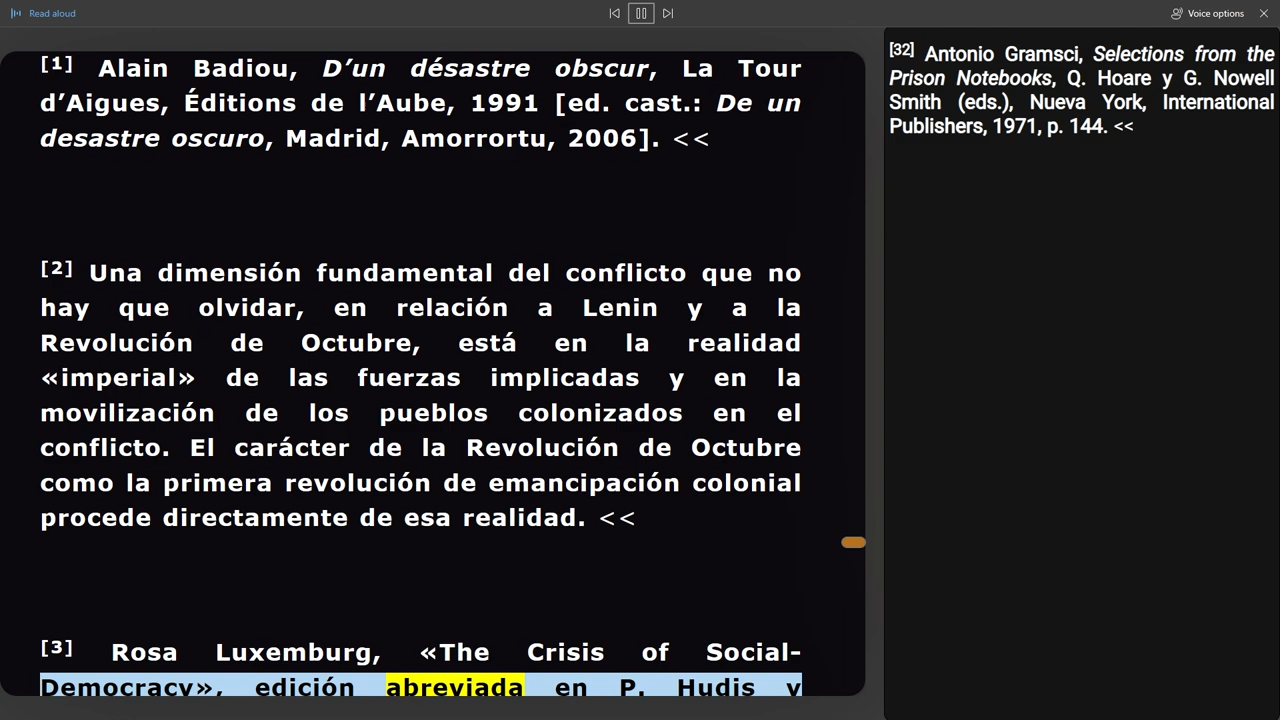 Read aloud
Voice options
[1] Alain Badiou, D’un désastre obscur, La Tour
d’Aigues, Éditions de l’Aube, 1991 [ed. cast.: De un
desastre oscuro, Madrid, Amorrortu, 2006]. <<
[2] Una dimensión fundamental del conflicto que no
hay que olvidar, en relación a Lenin y a la
Revolución de Octubre, está en la realidad
«imperial» de las fuerzas implicadas y en la
movilización de los pueblos colonizados en el
conflicto. El carácter de la Revolución de Octubre
como la primera revolución de emancipación colonial
procede directamente de esa realidad. <<
[3] Rosa Luxemburg, «The Crisis of Social-
Democracy», edición abreviada en P. Hudis y
[32] Antonio Gramsci, Selections from the
Prison Notebooks, Q. Hoare y G. Nowell
Smith (eds.), Nueva York, International
Publishers, 1971, p. 144. <<